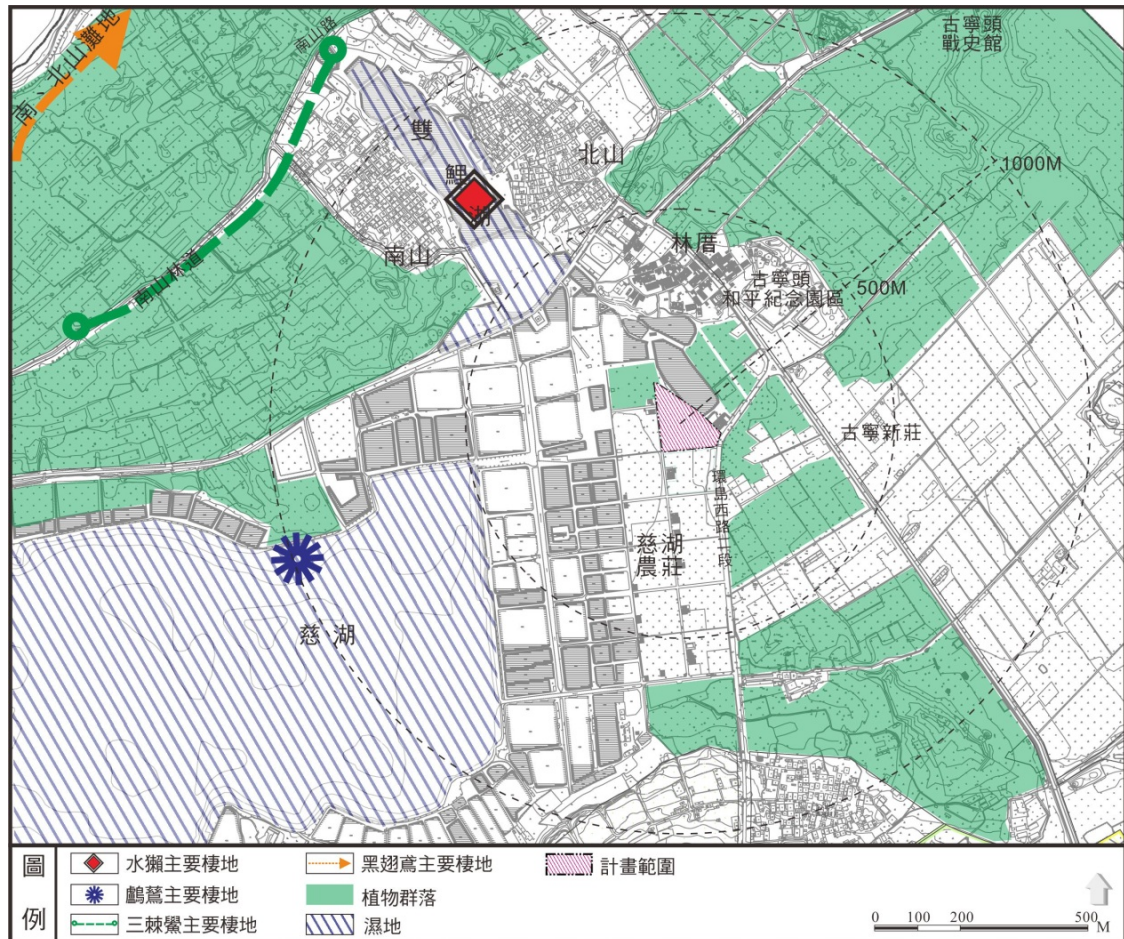 南、北山灘地
南山路
古寧頭
戰史館
雙
鯉
湖
北山
1000M
南山
林厝
古寧頭
和平紀念園區
500M
南山林道
古寧新莊
環島西路二段
慈湖
農莊
慈湖
圖例
水獺主要棲地
鸕鶿主要棲地
三棘鱟主要棲地
黑翅鳶主要棲地
植物群落
濕地
計畫範圍
0 100 200 500 M